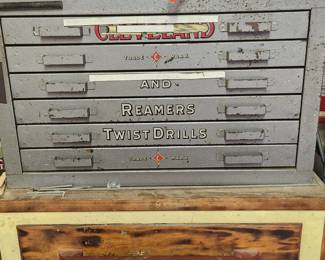 CLEVELAND
TRADE C MARK
AND
REAMERS
TWIST DRILLS
TRADE C MARK